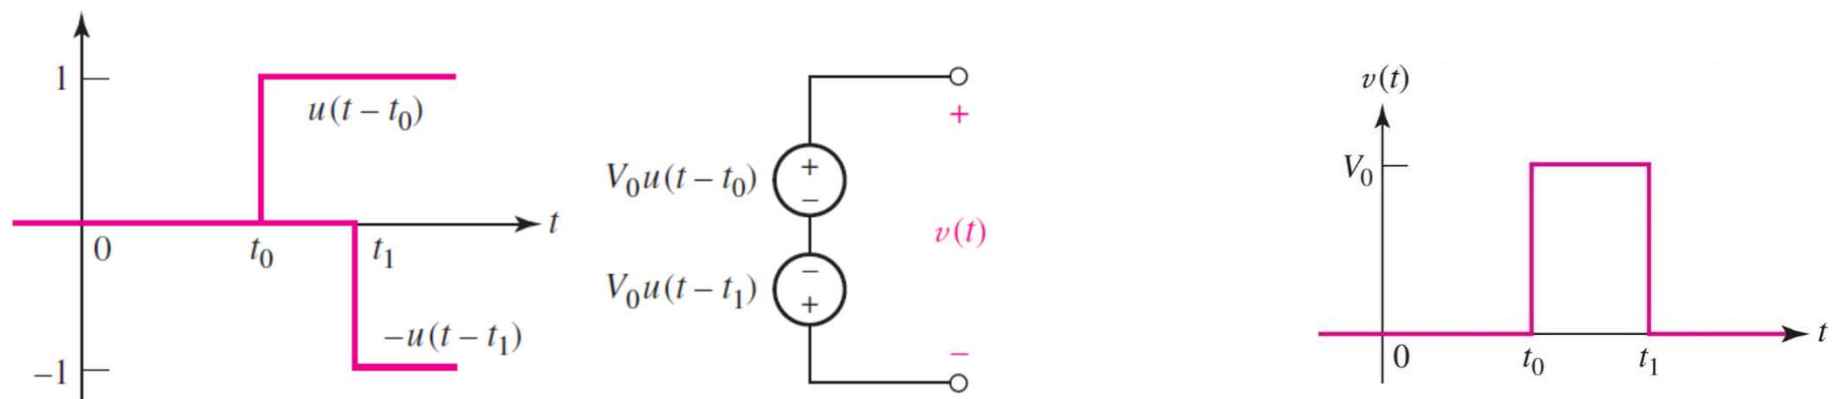 1
u(t – t₀)
0
t₀
t₁
t
–u(t – t₁)
–1
V₀u(t – t₀)
+
–
V₀u(t – t₁)
–
+
+
v(t)
–
v(t)
V₀
0
t₀
t₁
t